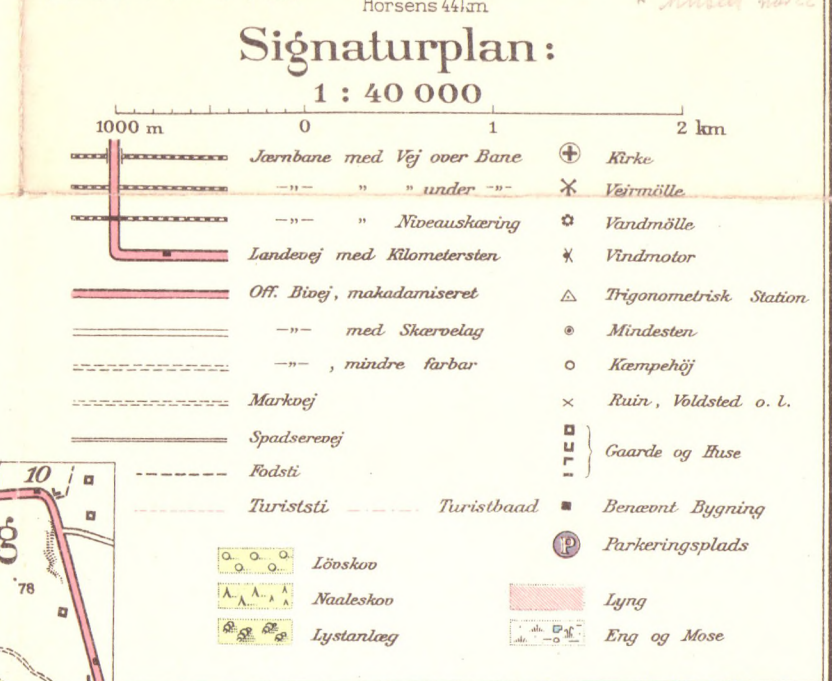 Horsens 44 km
Signaturplan:
1 : 40 000
1000 m 0 1 2 km
Jærnbane med Vej over Bane
—„— „ „ under —„—
—„— „ Niveauskæring
Landevej med Kilometersten
Off. Bivej, makadamiseret
—„— med Skærvelag
—„— , mindre farbar
Markvej
Spadserevej
Fodsti
Turiststi
Turistbaad
Lövskov
Naaleskov
Lystanlæg
Kirke
Vejrmölle
Vandmölle
Vindmotor
Trigonometrisk Station
Mindesten
Kæmpehöj
Ruin, Voldsted o. l.
Gaarde og Huse
Benævnt Bygning
P Parkeringsplads
Lyng
Eng og Mose
10
78